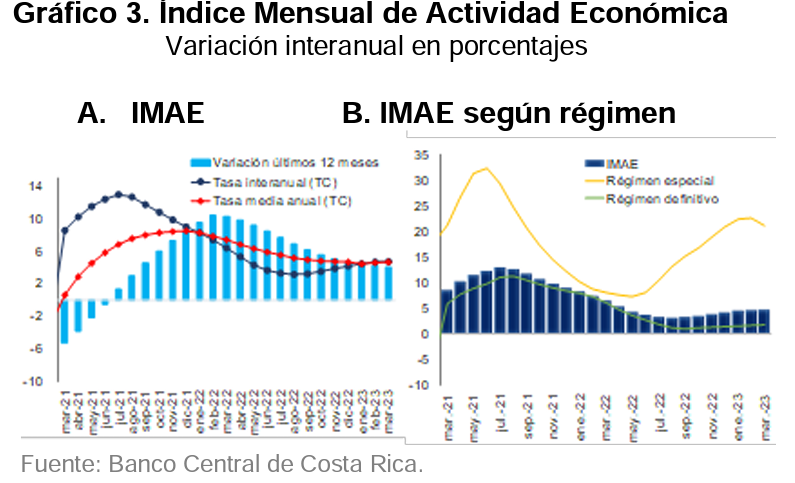 Gráfico 3. Índice Mensual de Actividad Económica
Variación interanual en porcentajes
A. IMAE
Variación últimos 12 meses
Tasa interanual (TC)
Tasa media anual (TC)
14
10
6
2
-2
-6
-10
mar-21
abr-21
may-21
jun-21
jul-21
ago-21
sep-21
oct-21
nov-21
dic-21
ene-22
feb-22
mar-22
abr-22
may-22
jun-22
jul-22
ago-22
sep-22
oct-22
nov-22
dic-22
ene-23
feb-23
mar-23
B. IMAE según régimen
IMAE
Régimen especial
Régimen definitivo
35
30
25
20
15
10
5
0
-5
-10
mar.-21
may.-21
jul.-21
sep.-21
nov.-21
ene.-22
mar.-22
may.-22
jul.-22
sep.-22
nov.-22
ene.-23
mar.-23
Fuente: Banco Central de Costa Rica.